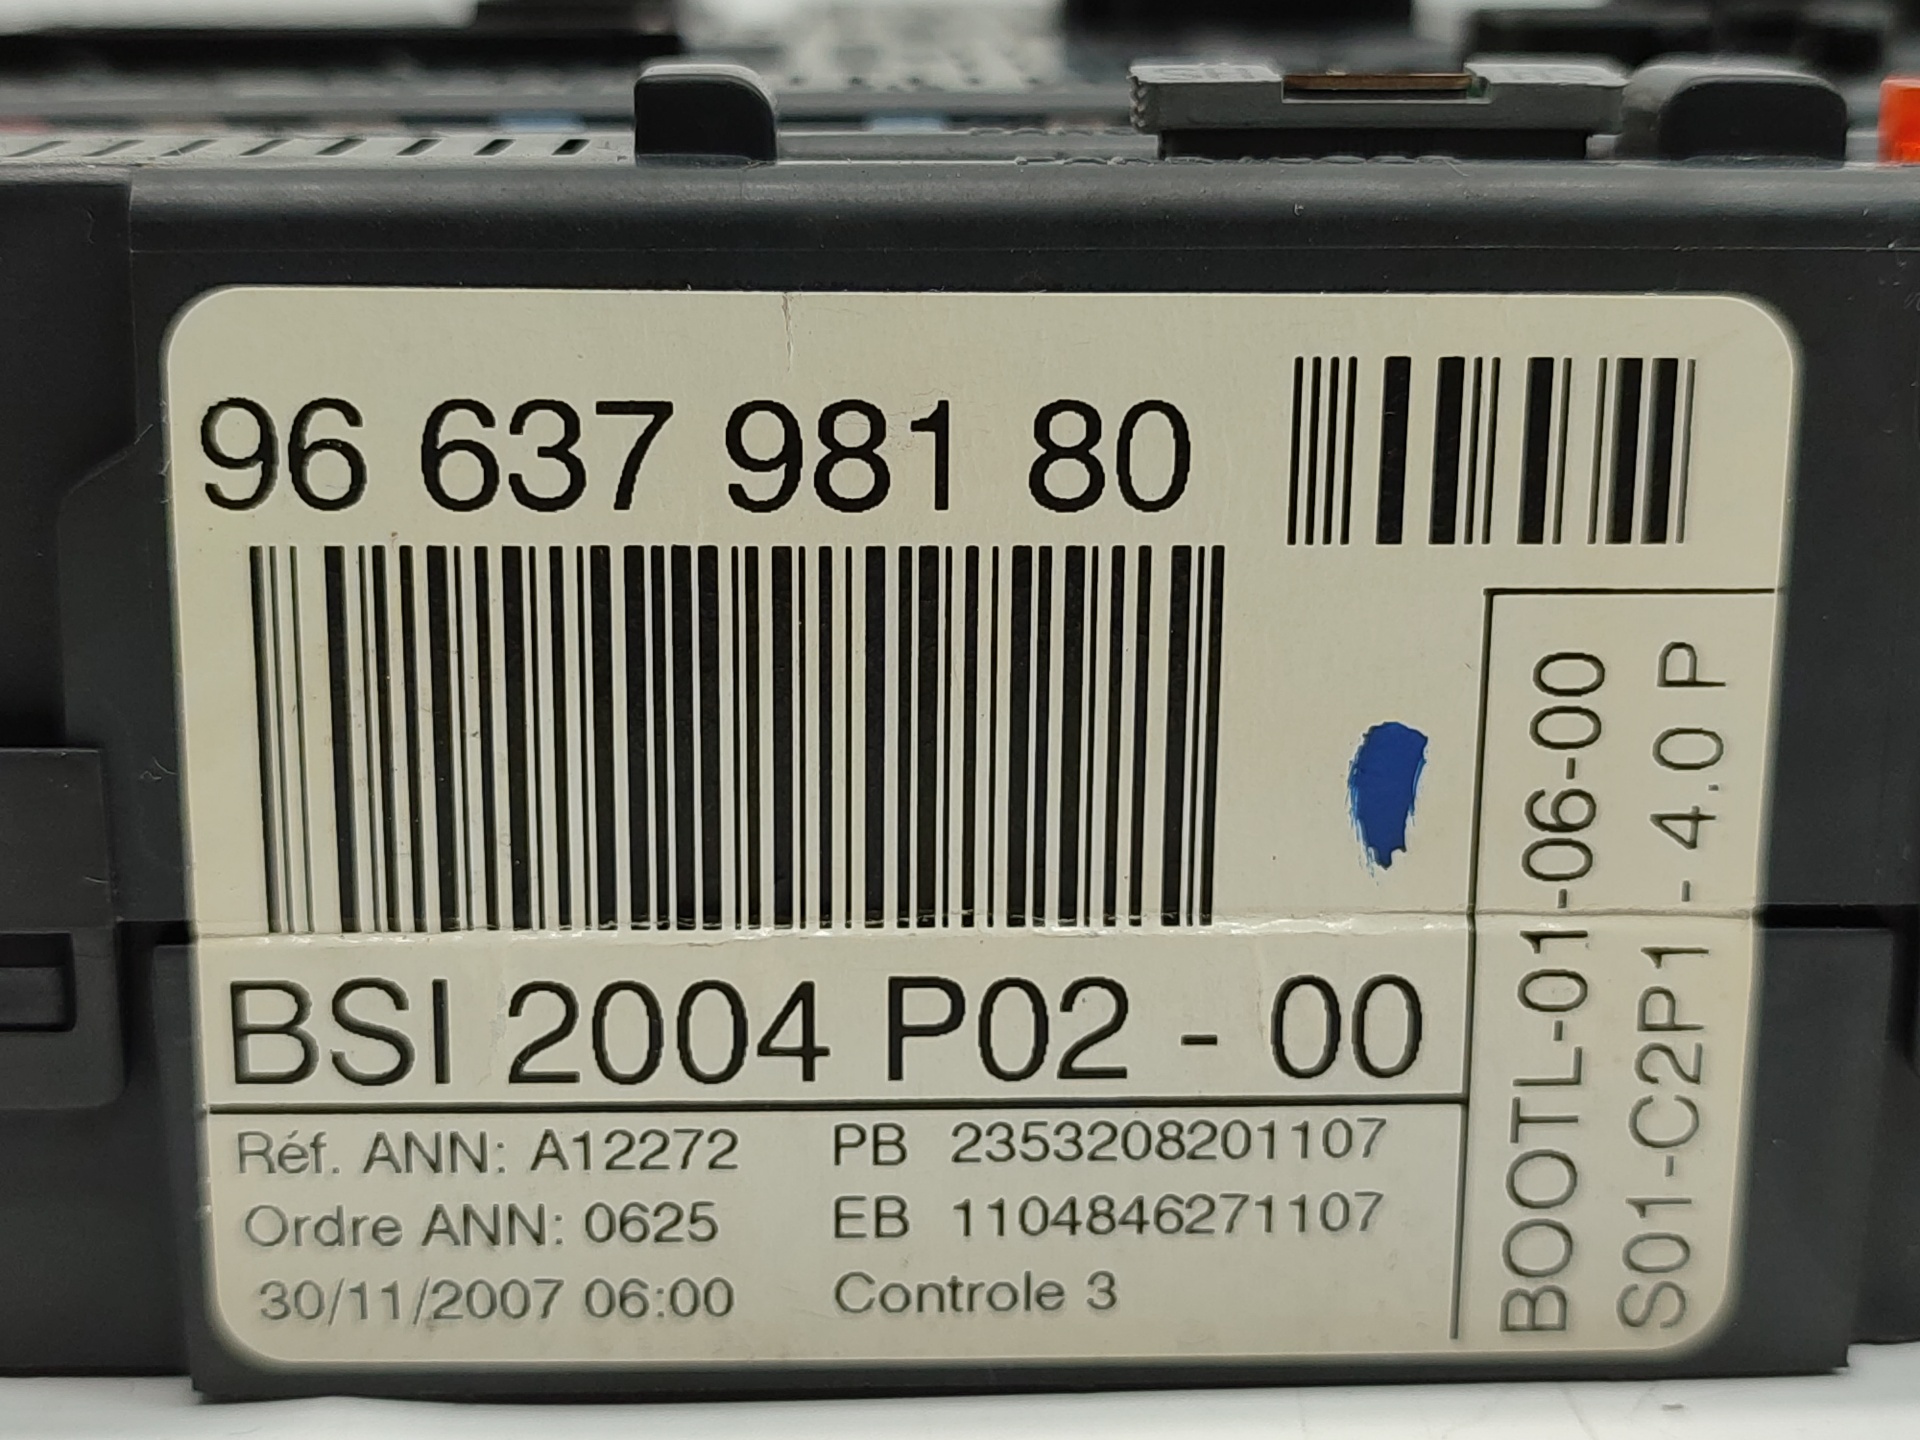 96 637 981 80
BSI 2004 P02 - 00
Réf. ANN: A12272 PB 2353208201107
Ordre ANN: 0625 EB 1104846271107
30/11/2007 06:00 Controle 3
BOOTL-01-06-00
S01-C2P1 - 4.0 P